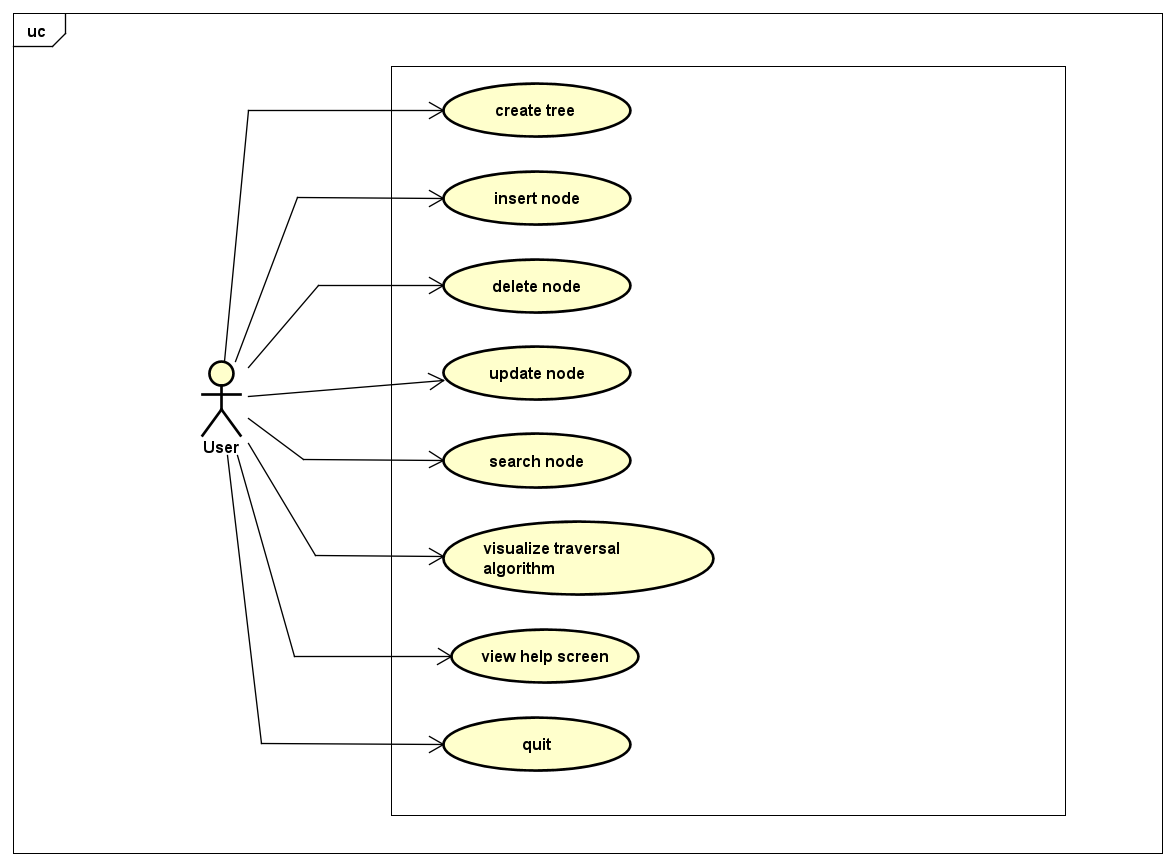 uc
create tree
insert node
delete node
update node
User
search node
visualize traversal
algorithm
view help screen
quit